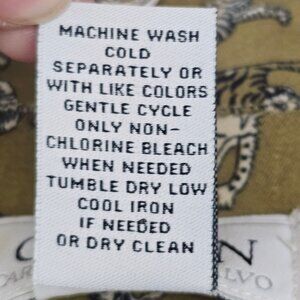 MACHINE WASH
COLD
SEPARATELY OR
WITH LIKE COLORS
GENTLE CYCLE
ONLY NON-
CHLORINE BLEACH
WHEN NEEDED
TUMBLE DRY LOW
COOL IRON
IF NEEDED
OR DRY CLEAN